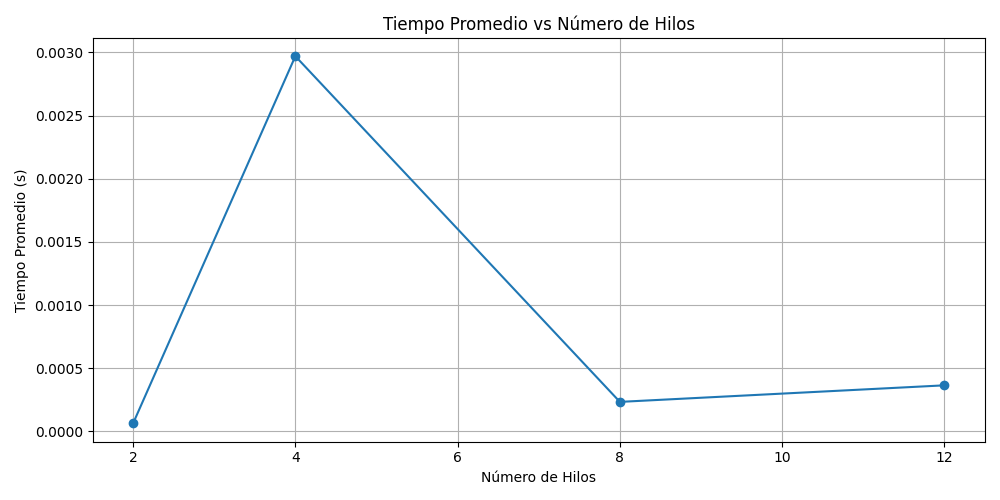 Tiempo Promedio vs Número de Hilos
0.0030
0.0025
0.0020
0.0015
0.0010
0.0005
0.0000
Tiempo Promedio (s)
2 4 6 8 10 12
Número de Hilos